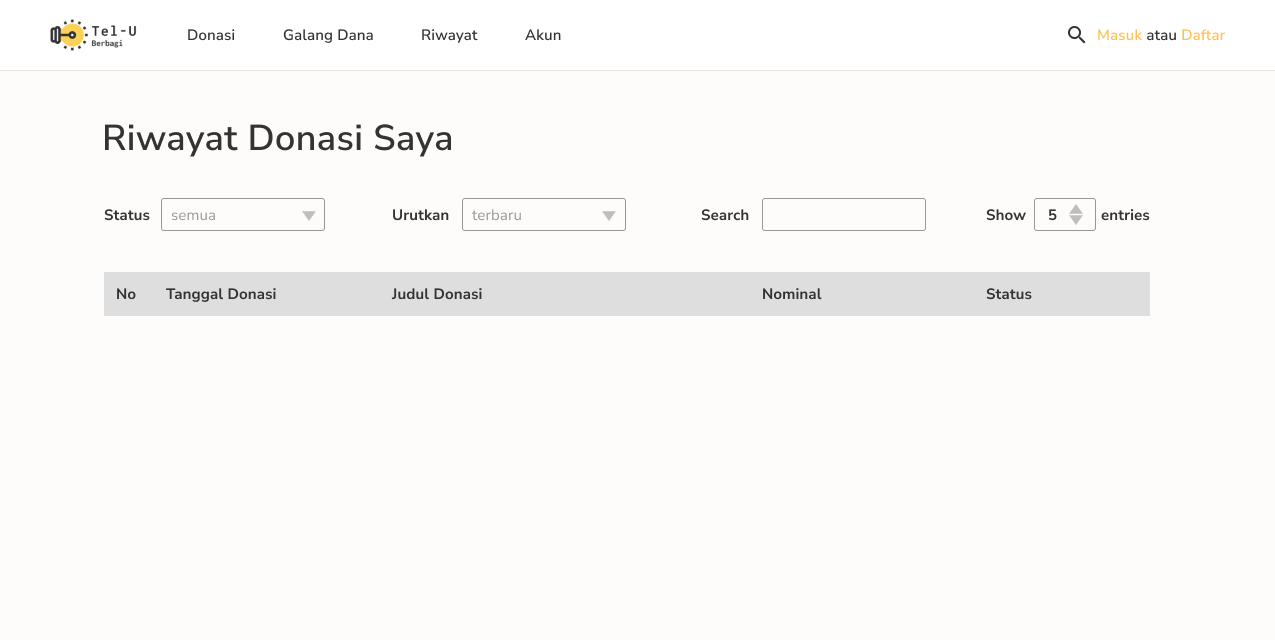 Tel-U
Berbagi
Donasi Galang Dana Riwayat Akun Masuk atau Daftar
Riwayat Donasi Saya
Status semua Urutkan terbaru Search Show 5 entries
No Tanggal Donasi Judul Donasi Nominal Status